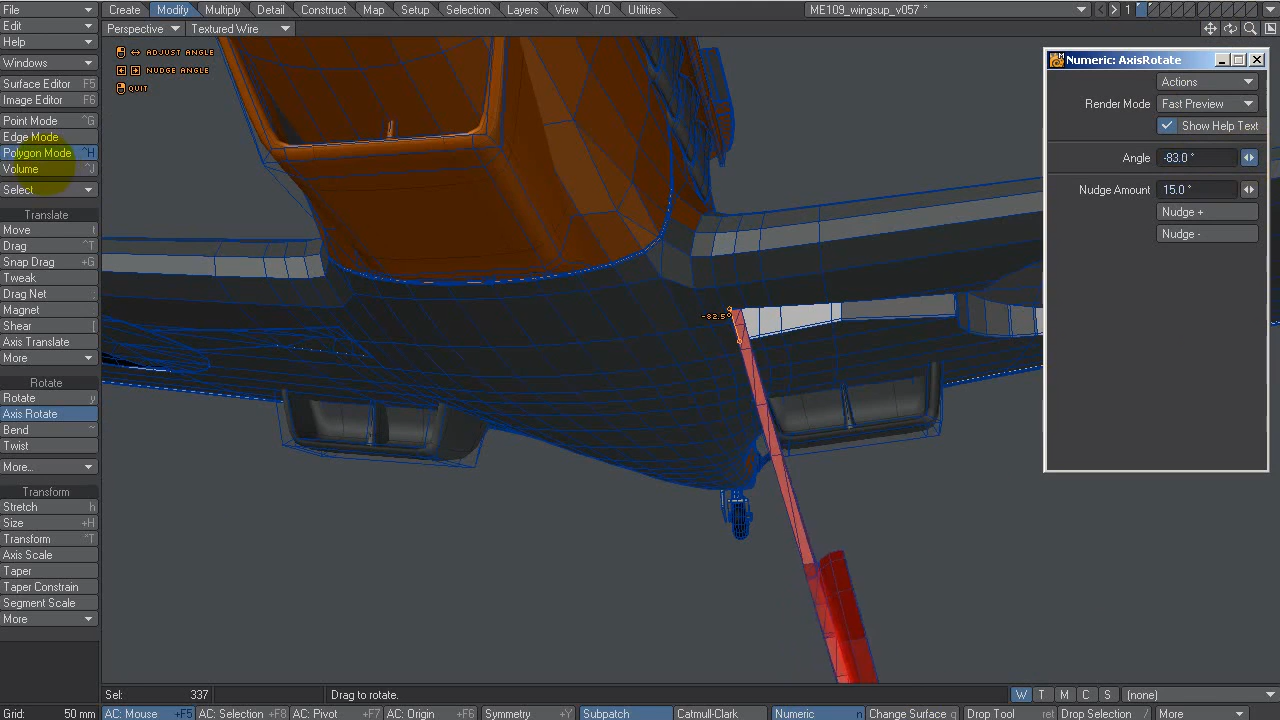 File Create Modify Multiply Detail Construct Map Setup Selection Layers View I/O Utilities ME109_wingsup_v057 * 1
Edit Perspective Textured Wire
Help
Windows
Surface Editor F5
Image Editor F6
Point Mode ^G
Edge Mode
Polygon Mode ^H
Volume ^J
Select
Translate
Move t
Drag ^T
Snap Drag +G
Tweak
Drag Net ;
Magnet :
Shear [
Axis Translate
More
Rotate
Rotate y
Axis Rotate
Bend ~
Twist
More...
Transform
Stretch h
Size +H
Transform ^T
Axis Scale
Taper
Taper Constrain
Segment Scale
More
ADJUST ANGLE
NUDGE ANGLE
QUIT
-82.5°
Numeric: AxisRotate
Actions
Render Mode Fast Preview
Show Help Text
Angle -83.0 °
Nudge Amount 15.0 °
Nudge +
Nudge -
Sel: 337 Drag to rotate. W T M C S (none)
Grid: 50 mm AC: Mouse +F5 AC: Selection +F8 AC: Pivot +F7 AC: Origin +F6 Symmetry +Y Subpatch Catmull-Clark Numeric n Change Surface q Drop Tool ret Drop Selection / More